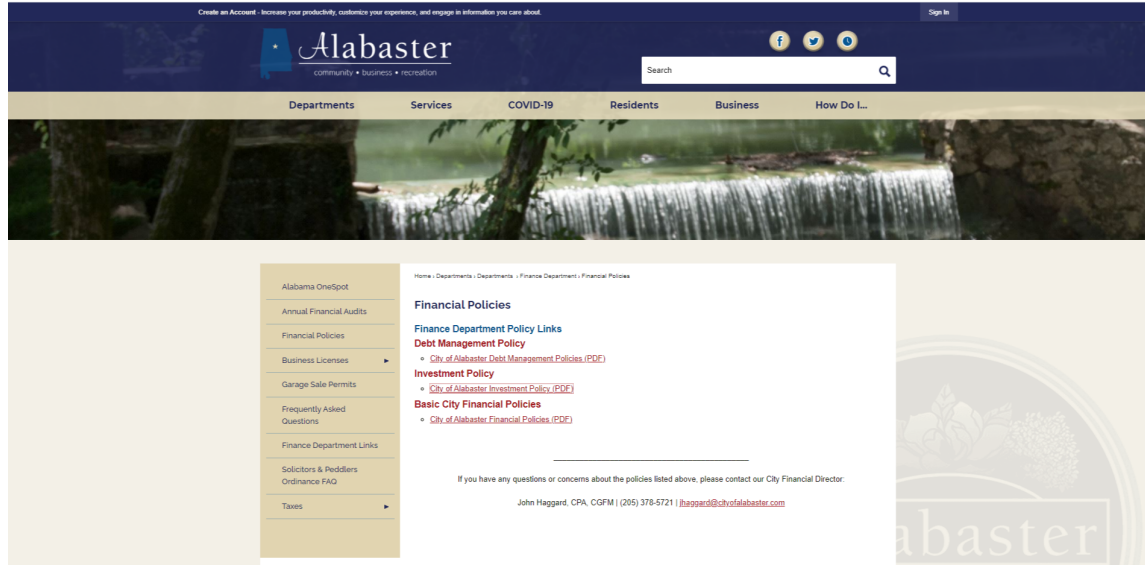 Create an Account - Increase your productivity, customize your experience, and engage in information you care about.
Sign In
Alabaster
community • business • recreation
Search
Departments
Services
COVID-19
Residents
Business
How Do I...
Alabama OneSpot
Annual Financial Audits
Financial Policies
Business Licenses
Garage Sale Permits
Frequently Asked
Questions
Finance Department Links
Solicitors & Peddlers
Ordinance FAQ
Taxes
Home › Departments › Departments › Finance Department › Financial Policies
Financial Policies
Finance Department Policy Links
Debt Management Policy
City of Alabaster Debt Management Policies (PDF)
Investment Policy
City of Alabaster Investment Policy (PDF)
Basic City Financial Policies
City of Alabaster Financial Policies (PDF)
If you have any questions or concerns about the policies listed above, please contact our City Financial Director:
John Haggard, CPA, CGFM | (205) 378-5721 | jhaggard@cityofalabaster.com
abaster